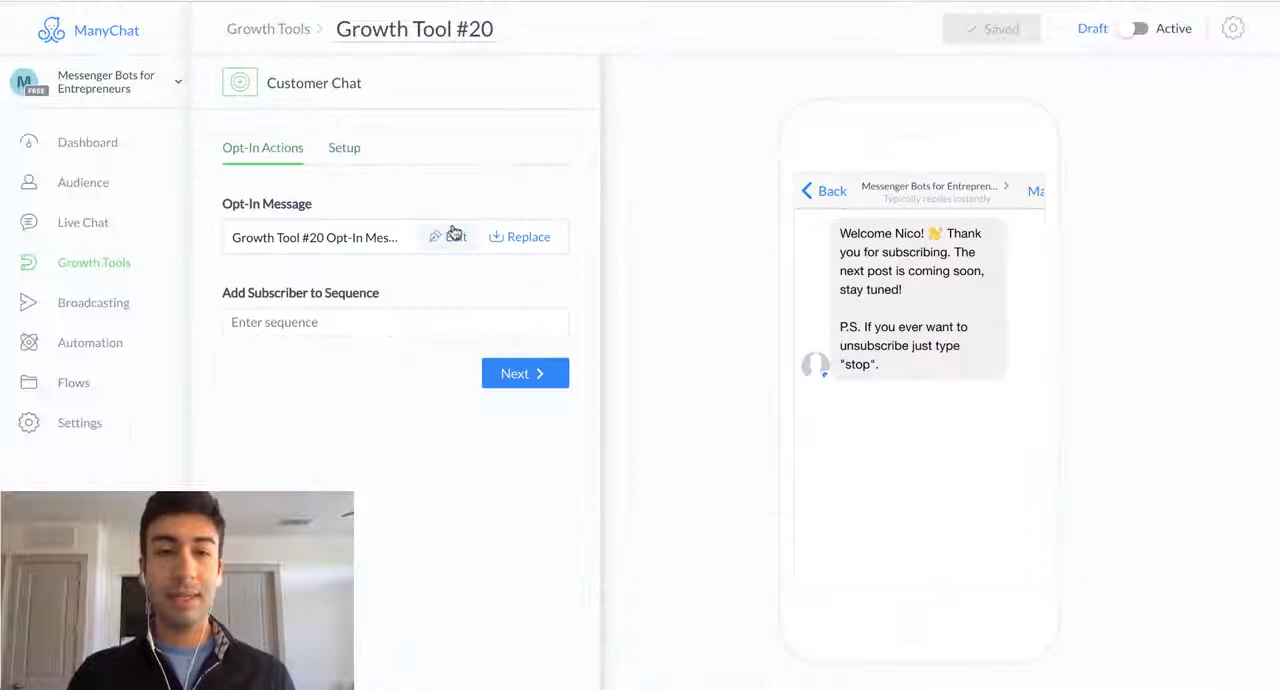 ManyChat
Growth Tools
Growth Tool #20
Saved
Draft
Active
M
FREE
Messenger Bots for
Entrepreneurs
Customer Chat
Dashboard
Audience
Live Chat
Growth Tools
Broadcasting
Automation
Flows
Settings
Opt-In Actions
Setup
Opt-In Message
Growth Tool #20 Opt-In Mes...
Replace
Add Subscriber to Sequence
Enter sequence
Next
Back
Messenger Bots for Entrepren...
Typically replies instantly
Ma
Welcome Nico! 👋 Thank
you for subscribing. The
next post is coming soon,
stay tuned!
P.S. If you ever want to
unsubscribe just type
"stop".